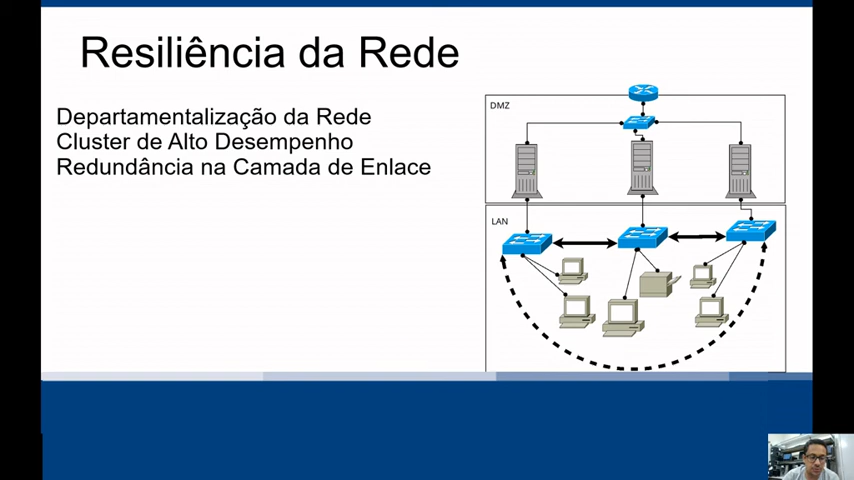 Resiliência da Rede
Departamentalização da Rede
Cluster de Alto Desempenho
Redundância na Camada de Enlace
DMZ
LAN